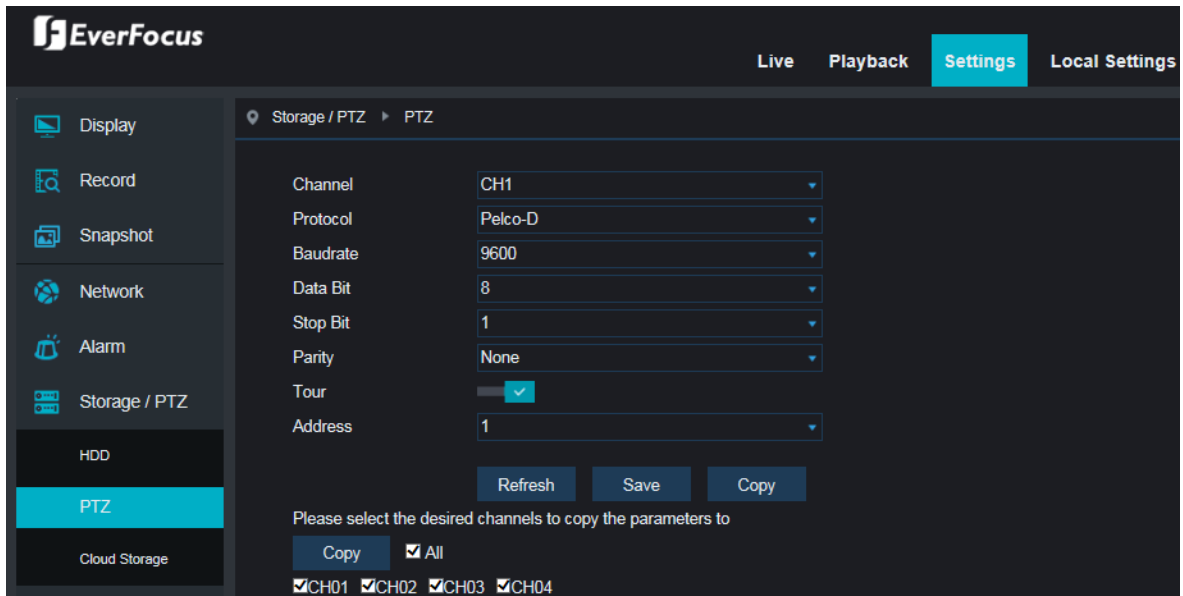 EverFocus
Live Playback Settings Local Settings
Display
Record
Snapshot
Network
Alarm
Storage / PTZ
HDD
PTZ
Cloud Storage
Storage / PTZ PTZ
Channel CH1
Protocol Pelco-D
Baudrate 9600
Data Bit 8
Stop Bit 1
Parity None
Tour
Address 1
Refresh Save Copy
Please select the desired channels to copy the parameters to
Copy All
CH01 CH02 CH03 CH04